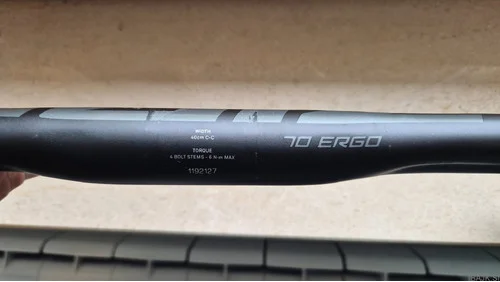 WIDTH
40cm C-C
TORQUE
4 BOLT STEMS - 5 N·m MAX
1192127
70 ERGO